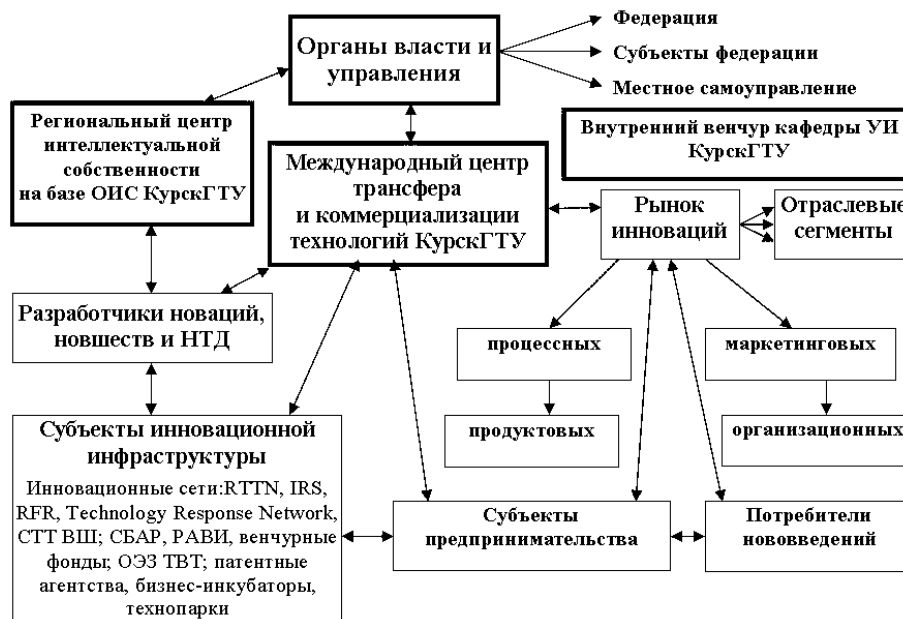 Органы власти и
управления
Федерация
Субъекты федерации
Местное самоуправление
Региональный центр
интеллектуальной
собственности
на базе ОИС КурскГТУ
Международный центр
трансфера
и коммерциализации
технологий КурскГТУ
Внутренний венчур кафедры УИ
КурскГТУ
Рынок
инноваций
Отраслевые
сегменты
Разработчики новаций,
новшеств и НТД
процессных
маркетинговых
продуктовых
организационных
Субъекты инновационной
инфраструктуры
Инновационные сети:RTTN, IRS,
RFR, Technology Response Network,
СТТ ВШ; СБАР, РАВИ, венчурные
фонды; ОЭЗ ТВТ; патентные
агентства, бизнес-инкубаторы,
технопарки
Субъекты
предпринимательства
Потребители
нововведений